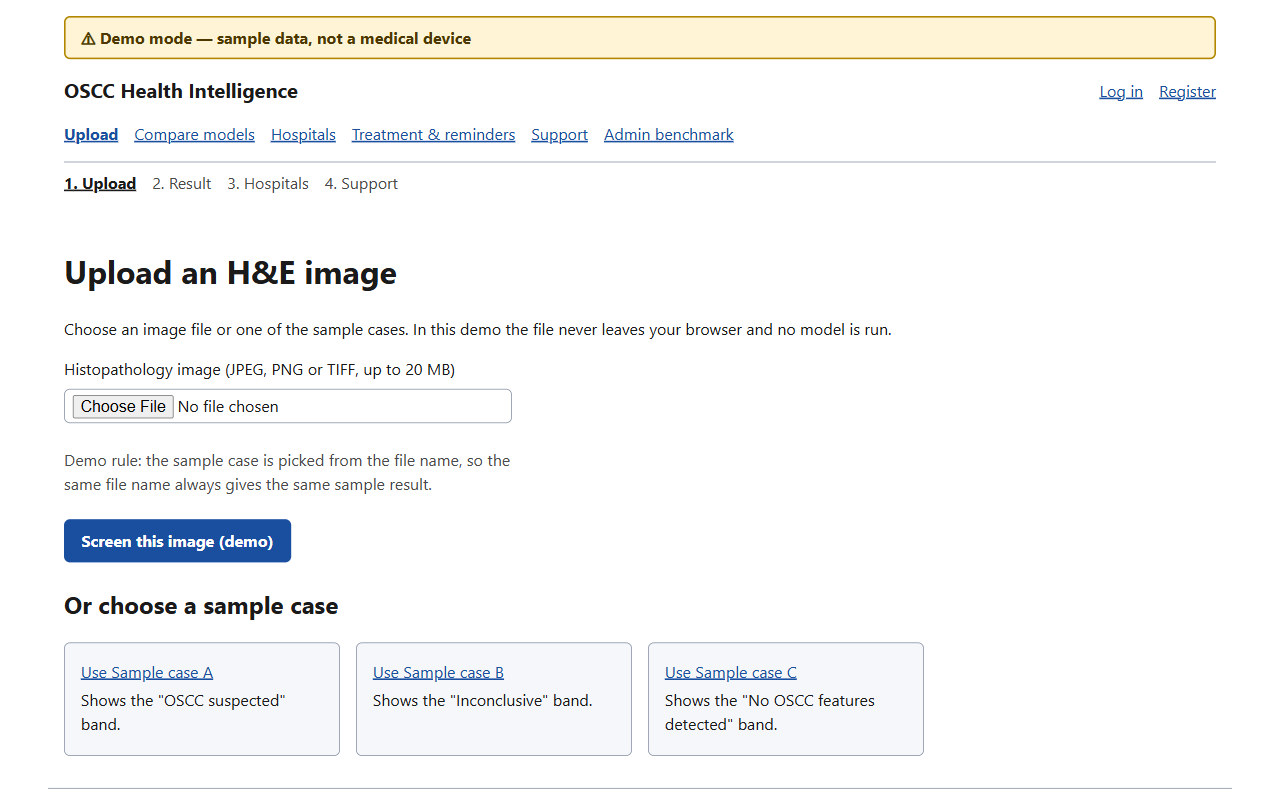 ⚠ Demo mode — sample data, not a medical device
OSCC Health Intelligence
Log in Register
Upload Compare models Hospitals Treatment & reminders Support Admin benchmark
1. Upload 2. Result 3. Hospitals 4. Support
Upload an H&E image
Choose an image file or one of the sample cases. In this demo the file never leaves your browser and no model is run.
Histopathology image (JPEG, PNG or TIFF, up to 20 MB)
Choose File No file chosen
Demo rule: the sample case is picked from the file name, so the
same file name always gives the same sample result.
Screen this image (demo)
Or choose a sample case
Use Sample case A
Shows the "OSCC suspected"
band.
Use Sample case B
Shows the "Inconclusive" band.
Use Sample case C
Shows the "No OSCC features
detected" band.